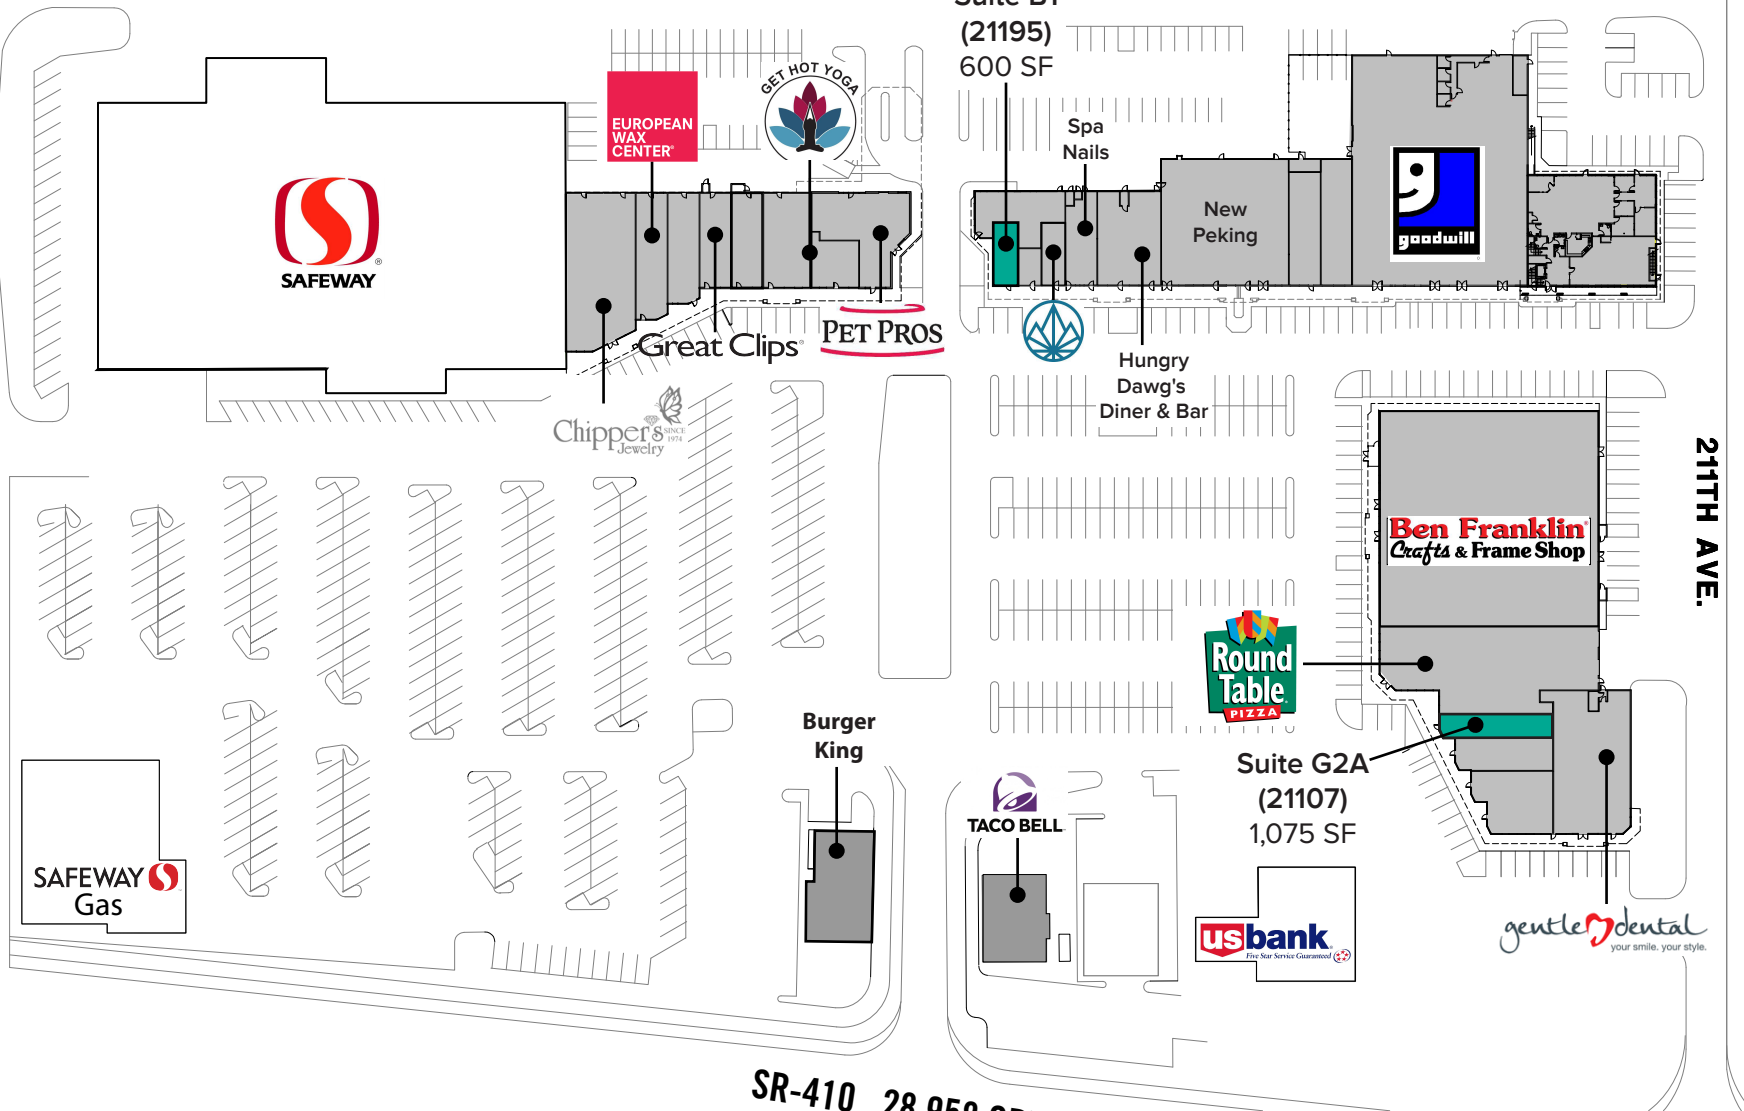 (21195)
600 SF
GET HOT YOGA
EUROPEAN
WAX
CENTER®
Spa
Nails
New
Peking
goodwill
SAFEWAY
®
Great Clips®
PET PROS
Hungry
Dawg's
Diner & Bar
Chipper's
SINCE
1974
Jewelry
211TH AVE.
Ben Franklin®
Crafts & Frame Shop
Round
Table
PIZZA
Burger
King
Suite G2A
(21107)
1,075 SF
TACO BELL
SAFEWAY
Gas
usbank
Five Star Service Guaranteed
gentle dental
your smile. your style.
SR-410